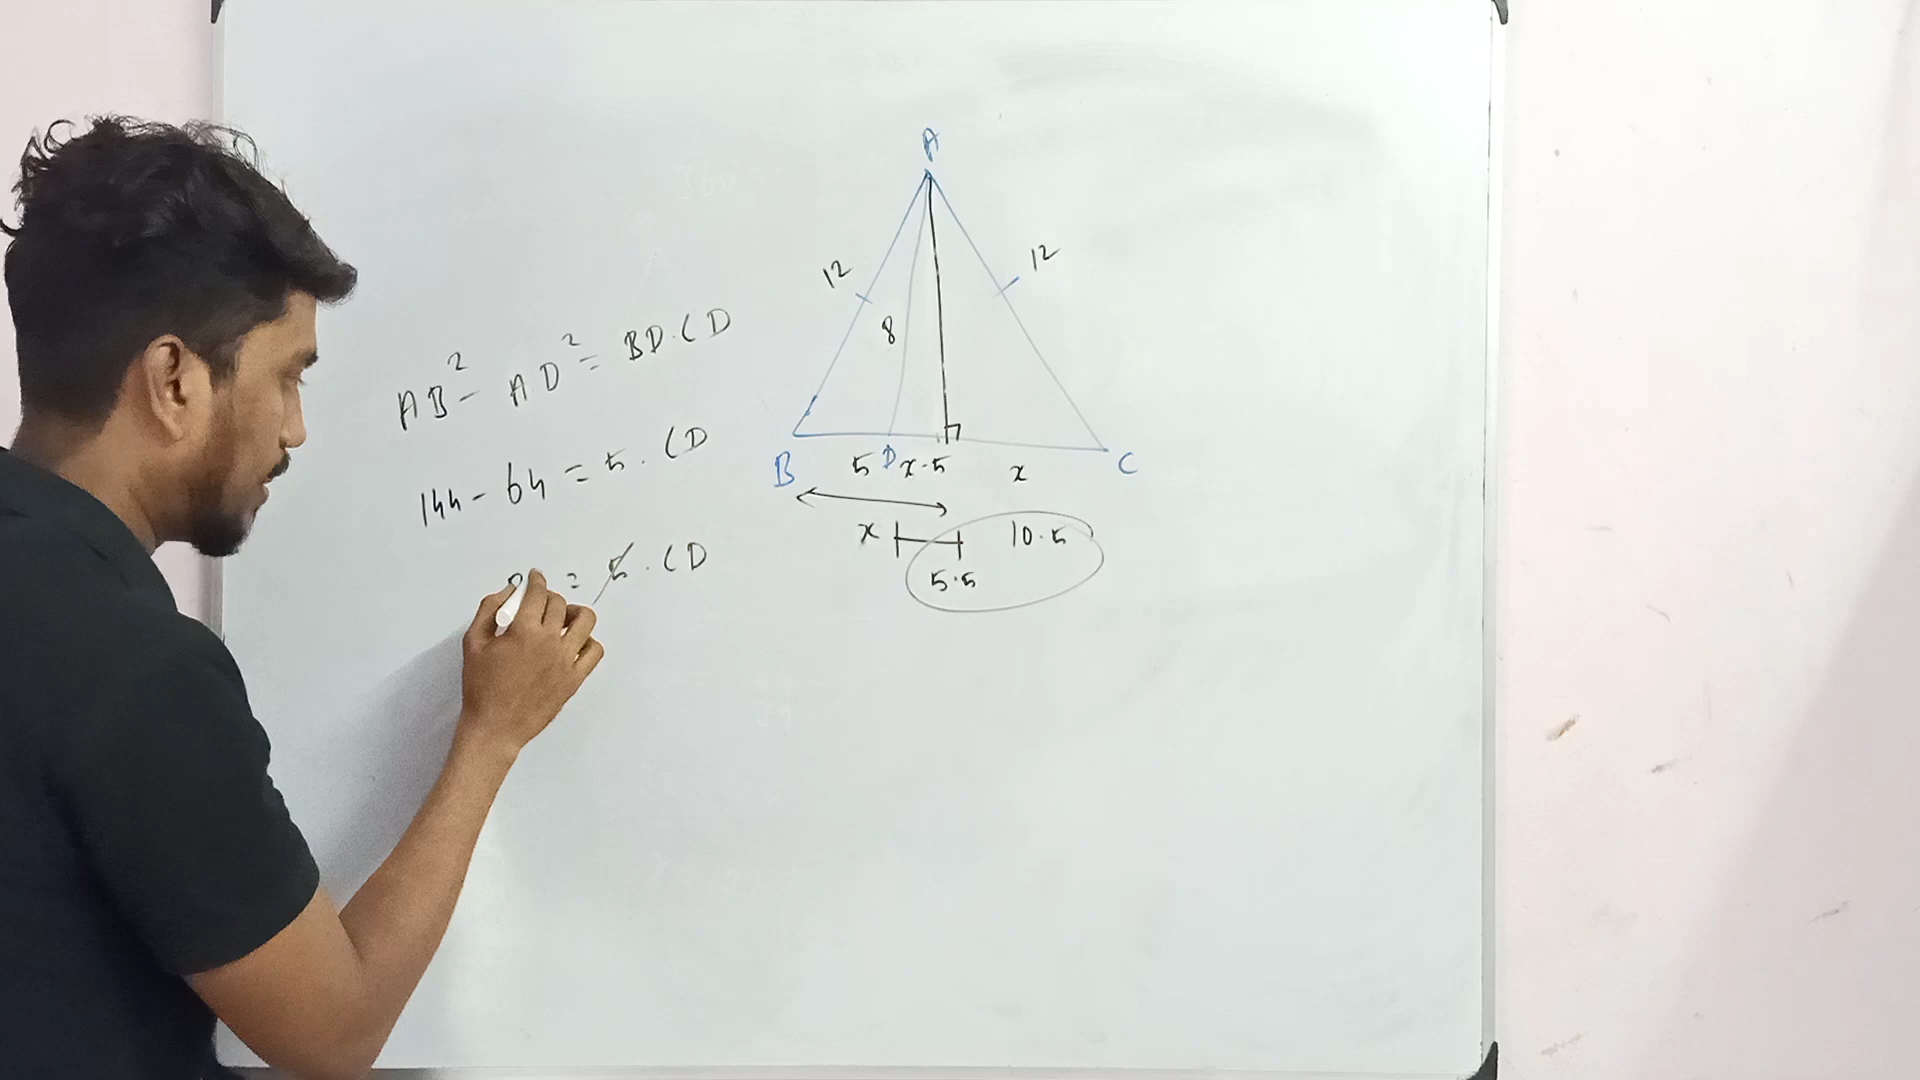 AB² - AD² = BD.CD
144 - 64 = 5 . CD
= 5 . CD
A
12
12
8
B 5 D x-5 x C
x 10.5
5.5